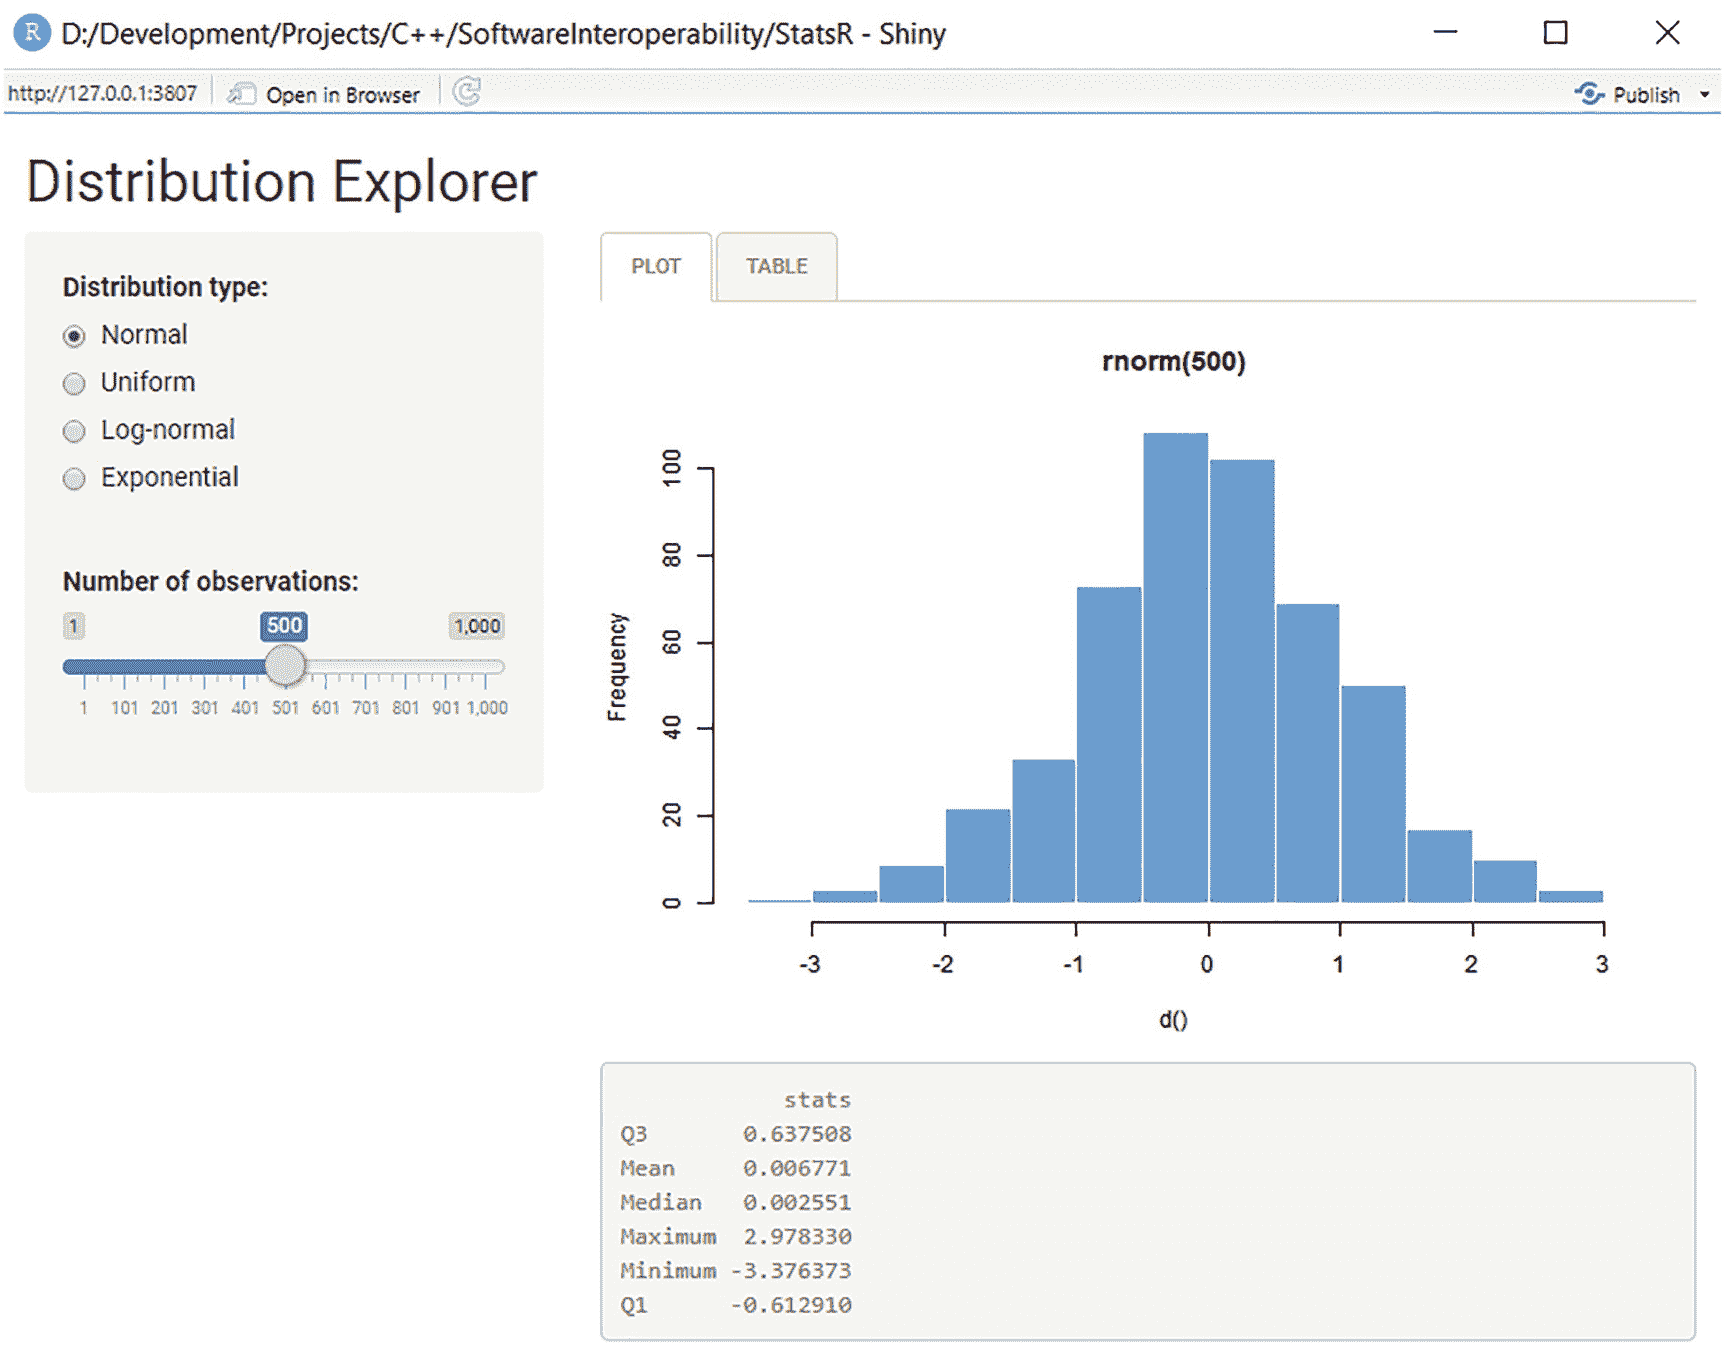 R D:/Development/Projects/C++/SoftwareInteroperability/StatsR - Shiny
http://127.0.0.1:3807 Open in Browser Publish
Distribution Explorer
Distribution type:
Normal
Uniform
Log-normal
Exponential
Number of observations:
1 500 1,000
1 101 201 301 401 501 601 701 801 901 1,000
PLOT TABLE
rnorm(500)
Frequency
100
80
60
40
20
0
-3 -2 -1 0 1 2 3
d()
stats
Q3 0.637508
Mean 0.006771
Median 0.002551
Maximum 2.978330
Minimum -3.376373
Q1 -0.612910